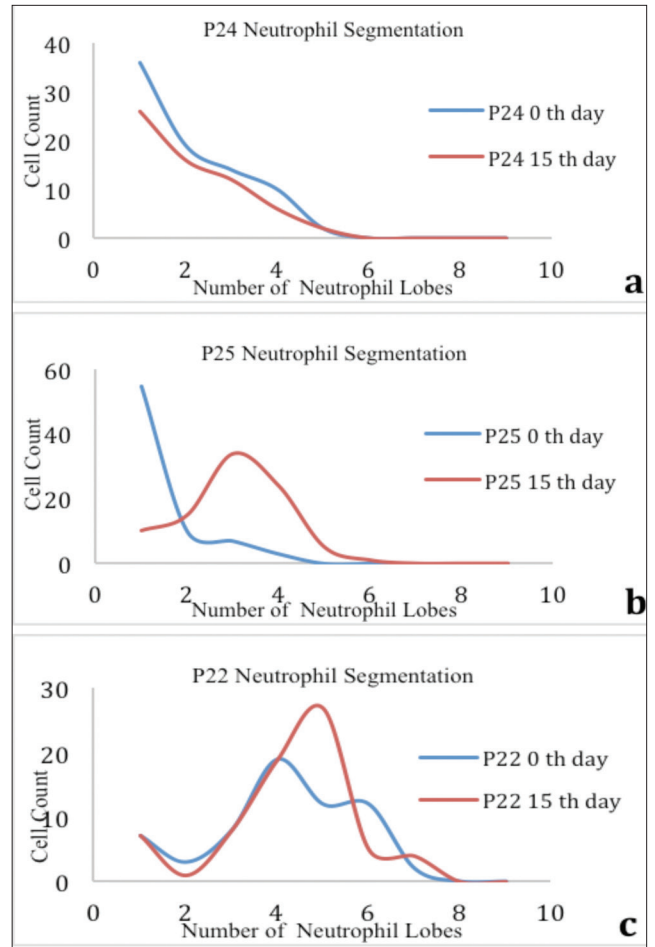 P24 Neutrophil Segmentation
40
30
20
10
0
Cell Count
P24 0 th day
P24 15 th day
0 2 4 6 8 10
Number of Neutrophil Lobes
a
P25 Neutrophil Segmentation
60
40
20
0
Cell Count
P25 0 th day
P25 15 th day
0 2 4 6 8 10
Number of Neutrophil Lobes
b
P22 Neutrophil Segmentation
30
20
10
0
Cell Count
P22 0 th day
P22 15 th day
0 2 4 6 8 10
Number of Neutrophil Lobes
c